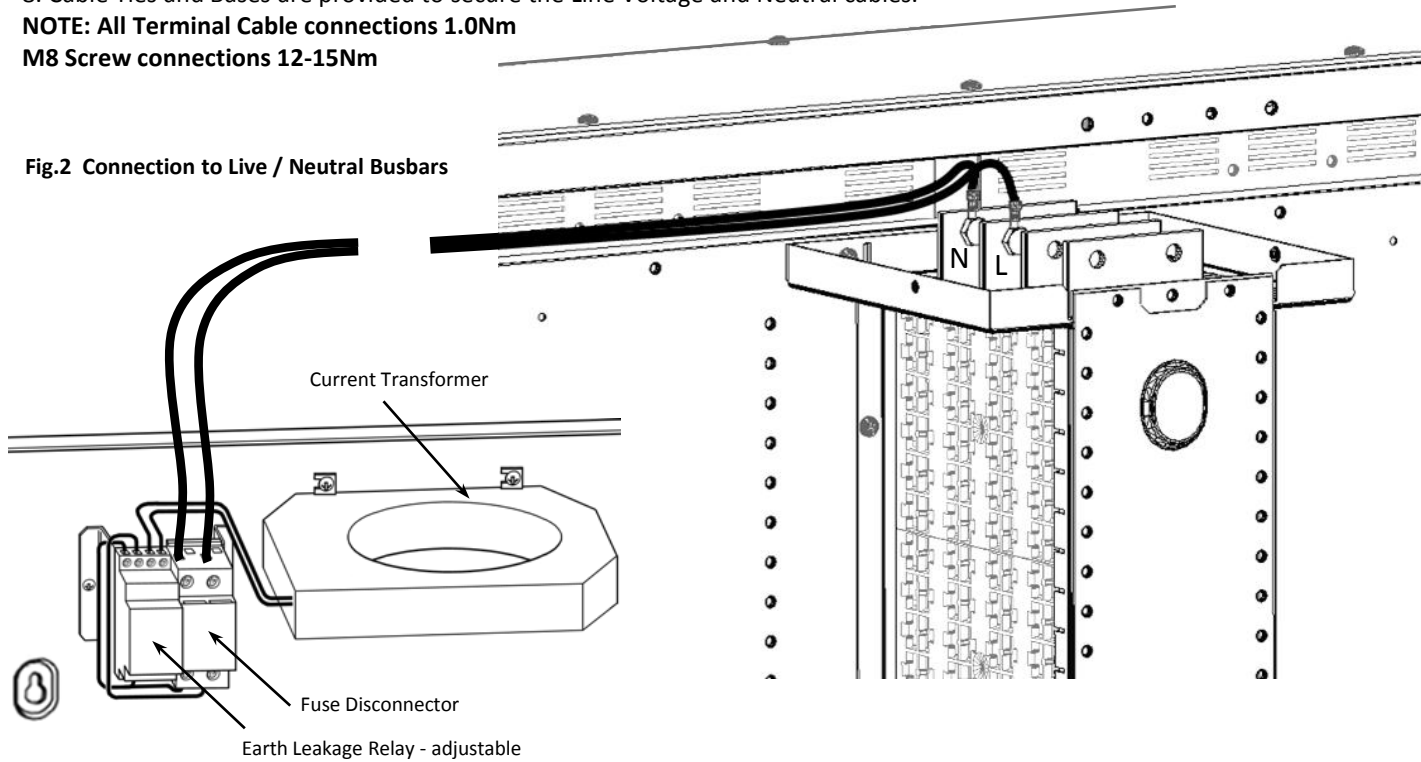 NOTE: All Terminal Cable connections 1.0Nm
M8 Screw connections 12-15Nm
Fig.2 Connection to Live / Neutral Busbars
N L
Current Transformer
Fuse Disconnector
Earth Leakage Relay - adjustable